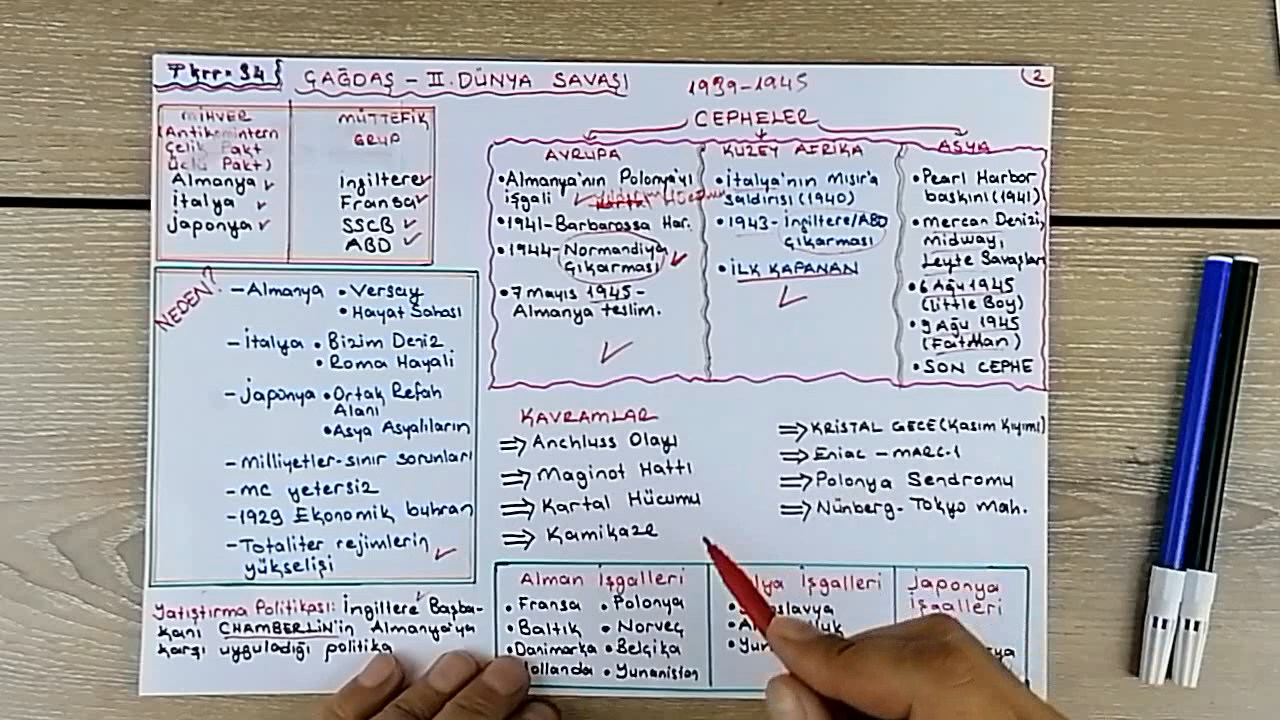 Tkrr. 34
ÇAĞDAŞ - II. DÜNYA SAVAŞI
1939-1945
2
MİHVER
(Antikomintern
Çelik Pakt
Üçlü Pakt)
Almanya
İtalya
Japonya
MÜTTEFİK
GRUP
İngiltere
Fransa
SSCB
ABD
CEPHELER
AVRUPA
• Almanya'nın Polonya'yı
işgali
• 1941- Barbarossa Har.
• 1944- Normandiya
Çıkarması
• 7 Mayıs 1945 -
Almanya teslim.
KUZEY AFRİKA
• İtalya'nın Mısır'a
saldırısı (1940)
• 1943- İngiltere/ABD
Çıkarması
• İLK KAPANAN
ASYA
• Pearl Harbor
baskını (1941)
• Mercan Denizi,
Midway,
Leyte Savaşları
• 6 Ağu 1945
(Little Boy)
• 9 Ağu 1945
(FatMan)
• SON CEPHE
NEDEN?
- Almanya • Versay
• Hayat Sahası
- İtalya • Bizim Deniz
• Roma Hayali
- Japonya • Ortak Refah
Alanı
• Asya Asyalıların
- Milliyetler-sınır sorunları
- MC yetersiz
- 1929 Ekonomik buhran
- Totaliter rejimlerin
yükselişi
Yatıştırma Politikası: İngiltere Başba-
kanı CHAMBERLİN'in Almanya'ya
karşı uyguladığı politika
KAVRAMLAR
⇒ Anchluss Olayı
⇒ Maginot Hattı
⇒ Kartal Hücumu
⇒ Kamikaze
⇒ KRİSTAL GECE (Kasım Kıyımı)
⇒ Eniac - MARC-1
⇒ Polonya Sendromu
⇒ Nünberg- Tokyo Mah.
Alman İşgalleri
• Fransa • Polonya
• Baltık • Norveç
• Danimarka • Belçika
Hollanda • Yunanistan
İşgalleri
Japonya
İşgalleri